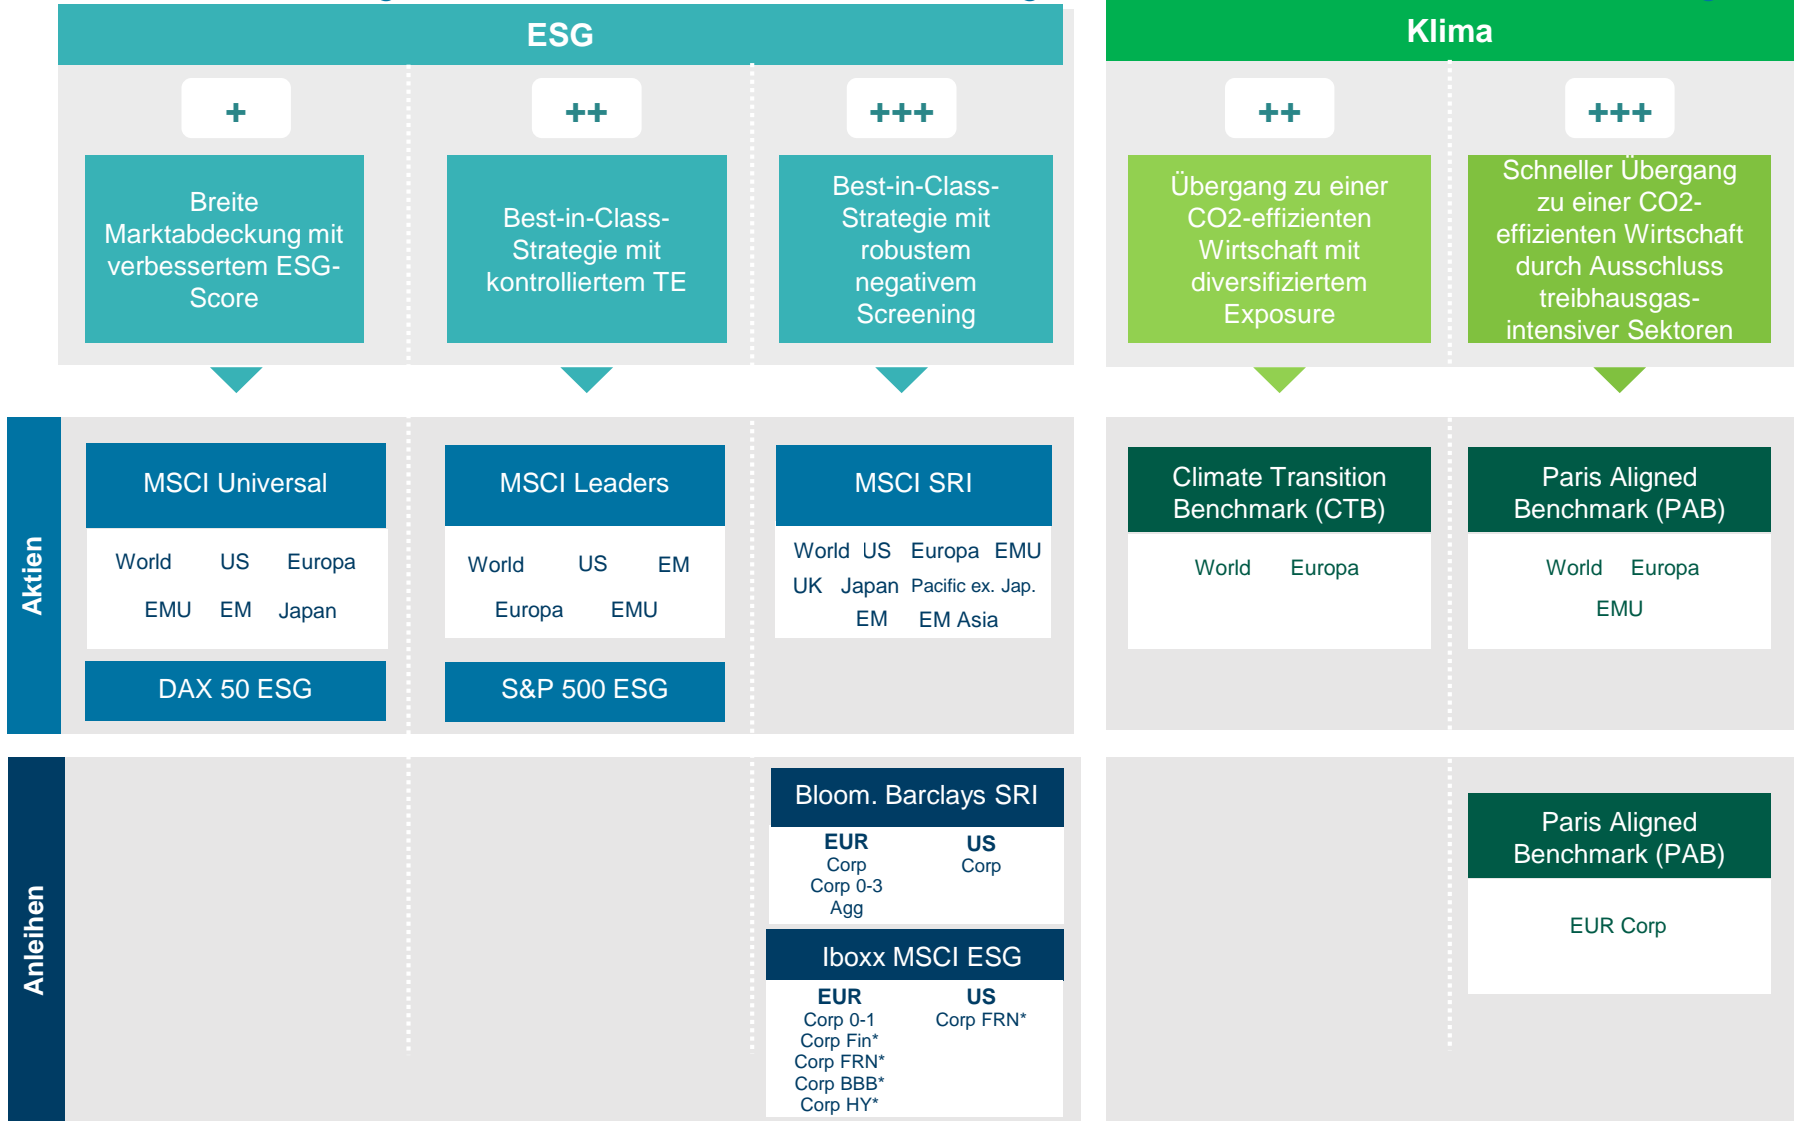 ESG
Klima
+
++
+++
++
+++
Breite
Marktabdeckung mit
verbessertem ESG-
Score
Best-in-Class-
Strategie mit
kontrolliertem TE
Best-in-Class-
Strategie mit
robustem
negativem
Screening
Übergang zu einer
CO2-effizienten
Wirtschaft mit
diversifiziertem
Exposure
Schneller Übergang
zu einer CO2-
effizienten Wirtschaft
durch Ausschluss
treibhausgas-
intensiver Sektoren
Aktien
MSCI Universal
World US Europa
EMU EM Japan
DAX 50 ESG
MSCI Leaders
World US EM
Europa EMU
S&P 500 ESG
MSCI SRI
World US Europa EMU
UK Japan Pacific ex. Jap.
EM EM Asia
Climate Transition
Benchmark (CTB)
World Europa
Paris Aligned
Benchmark (PAB)
World Europa
EMU
Anleihen
Bloom. Barclays SRI
EUR US
Corp Corp
Corp 0-3
Agg
Iboxx MSCI ESG
EUR US
Corp 0-1 Corp FRN*
Corp Fin*
Corp FRN*
Corp BBB*
Corp HY*
Paris Aligned
Benchmark (PAB)
EUR Corp